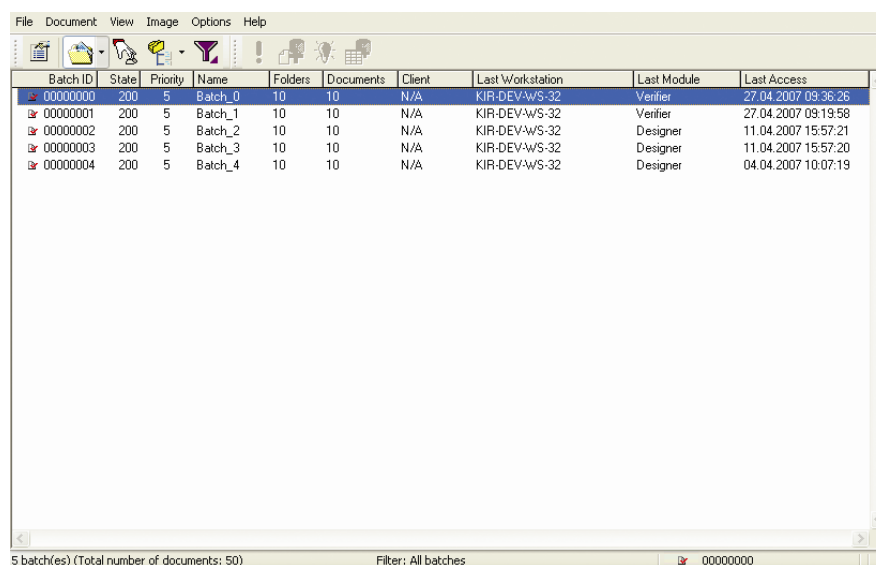 File Document View Image Options Help
Batch ID State Priority Name Folders Documents Client Last Workstation Last Module Last Access
00000000 200 5 Batch_0 10 10 N/A KIR-DEV-WS-32 Verifier 27.04.2007 09:36:26
00000001 200 5 Batch_1 10 10 N/A KIR-DEV-WS-32 Verifier 27.04.2007 09:19:58
00000002 200 5 Batch_2 10 10 N/A KIR-DEV-WS-32 Designer 11.04.2007 15:57:21
00000003 200 5 Batch_3 10 10 N/A KIR-DEV-WS-32 Designer 11.04.2007 15:57:20
00000004 200 5 Batch_4 10 10 N/A KIR-DEV-WS-32 Designer 04.04.2007 10:07:19
5 batch(es) (Total number of documents: 50) Filter: All batches 00000000